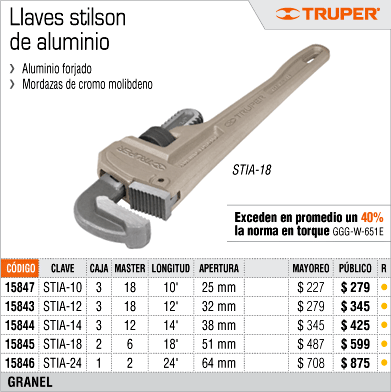 Llaves stilson
de aluminio
TRUPER®
❯ Aluminio forjado
❯ Mordazas de cromo molibdeno
TRUPER
STIA-18
Exceden en promedio un 40%
la norma en torque GGG-W-651E
CÓDIGO CLAVE CAJA MASTER LONGITUD APERTURA MAYOREO PÚBLICO R
15847 STIA-10 3 18 10' 25 mm $ 227 $ 279
15843 STIA-12 3 18 12' 32 mm $ 279 $ 345
15844 STIA-14 3 12 14' 38 mm $ 345 $ 425
15845 STIA-18 2 6 18' 51 mm $ 487 $ 599
15846 STIA-24 1 2 24' 64 mm $ 708 $ 875
GRANEL